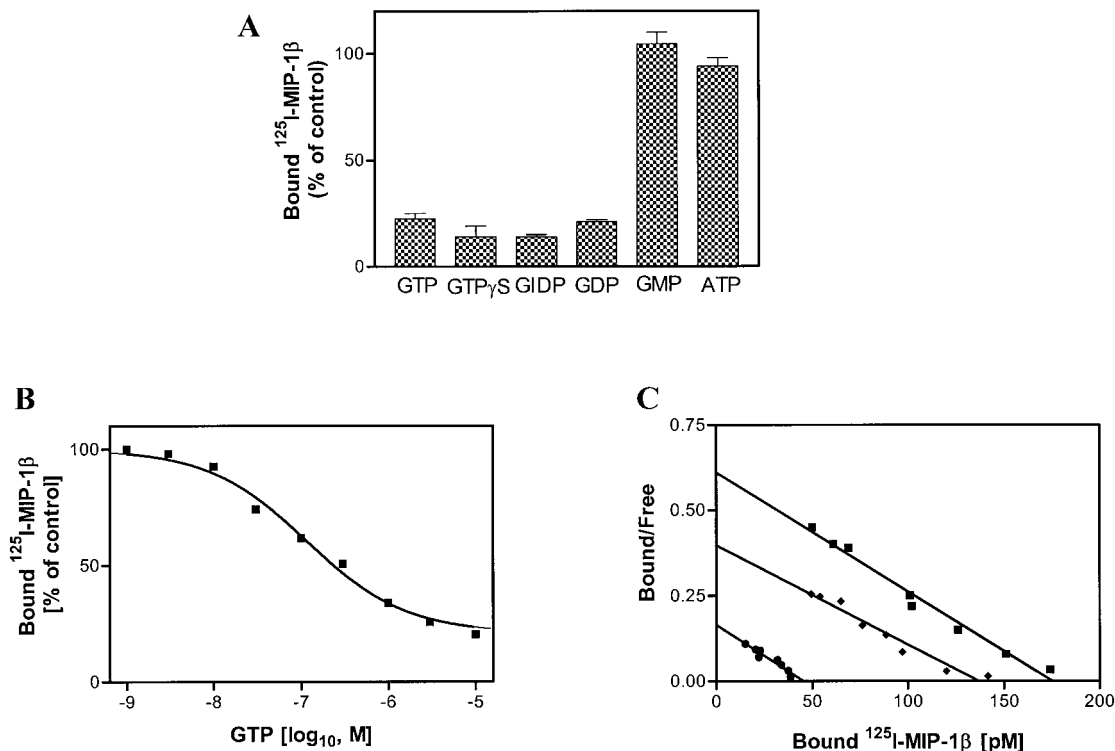 A
Bound ¹²⁵I-MIP-1β
(% of control)
100
50
0
GTP GTPγS GIDP GDP GMP ATP
B
Bound ¹²⁵I-MIP-1β
[% of control]
100
50
0
-9 -8 -7 -6 -5
GTP [log₁₀, M]
C
Bound/Free
0.75
0.50
0.25
0.00
0 50 100 150 200
Bound ¹²⁵I-MIP-1β [pM]